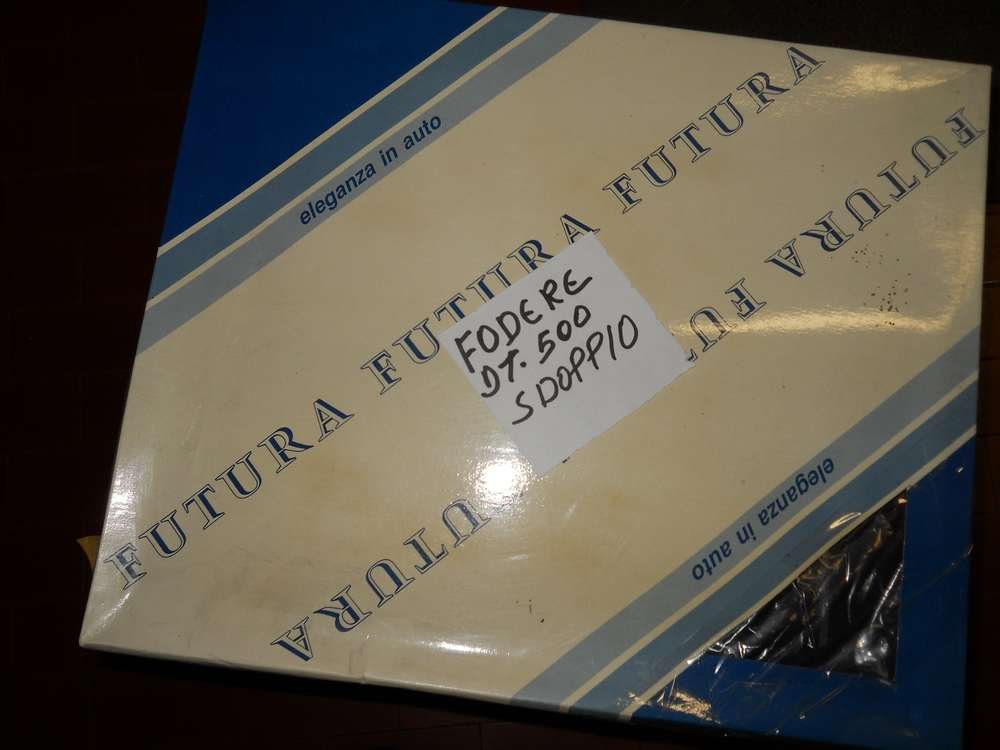 eleganza in auto
FUTURA FUTURA FUTURA
FODERE
DT. 500
SDOPPIO
FUTURA FUTURA FUTURA
eleganza in auto